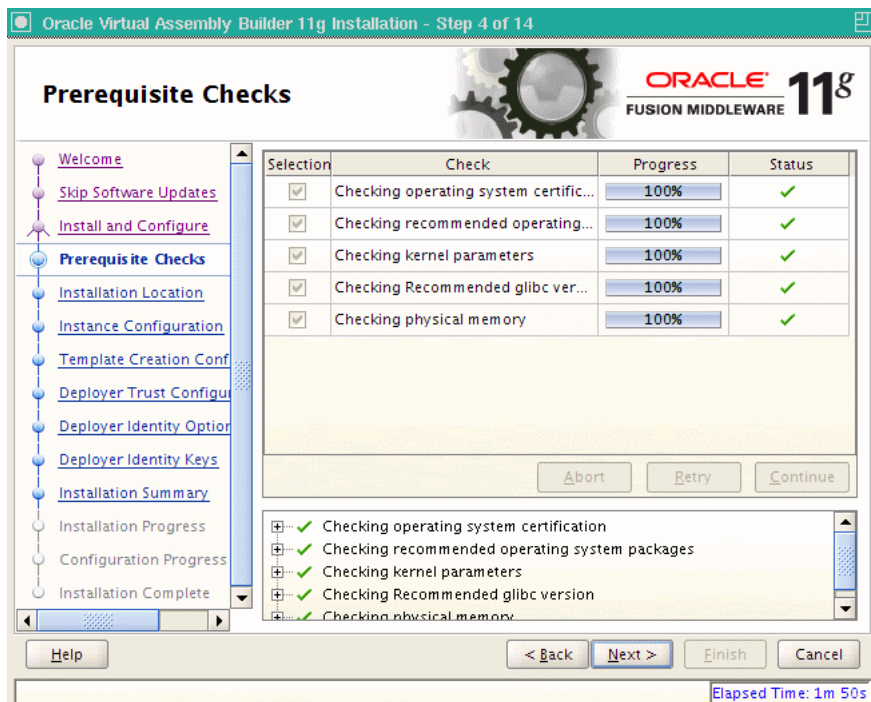 Oracle Virtual Assembly Builder 11g Installation - Step 4 of 14
Prerequisite Checks
ORACLE
FUSION MIDDLEWARE 11g
Welcome
Skip Software Updates
Install and Configure
Prerequisite Checks
Installation Location
Instance Configuration
Template Creation Conf
Deployer Trust Configu
Deployer Identity Option
Deployer Identity Keys
Installation Summary
Installation Progress
Configuration Progress
Installation Complete
Selection Check Progress Status
Checking operating system certific... 100%
Checking recommended operating... 100%
Checking kernel parameters 100%
Checking Recommended glibc ver... 100%
Checking physical memory 100%
Abort Retry Continue
Checking operating system certification
Checking recommended operating system packages
Checking kernel parameters
Checking Recommended glibc version
Checking physical memory
Help < Back Next > Finish Cancel
Elapsed Time: 1m 50s